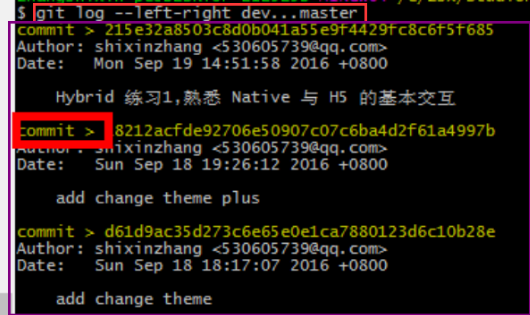 $ git log --left-right dev...master
commit > 215e32a8503c8d0b041a55e9f4429fc8c6f5f685
Author: shixinzhang <530605739@qq.com>
Date: Mon Sep 19 14:51:58 2016 +0800
Hybrid 练习1,熟悉 Native 与 H5 的基本交互
commit > 8212acfde92706e50907c07c6ba4d2f61a4997b
Author: shixinzhang <530605739@qq.com>
Date: Sun Sep 18 19:26:12 2016 +0800
add change theme plus
commit > d61d9ac35d273c6e65e0e1ca7880123d6c10b28e
Author: shixinzhang <530605739@qq.com>
Date: Sun Sep 18 18:17:07 2016 +0800
add change theme